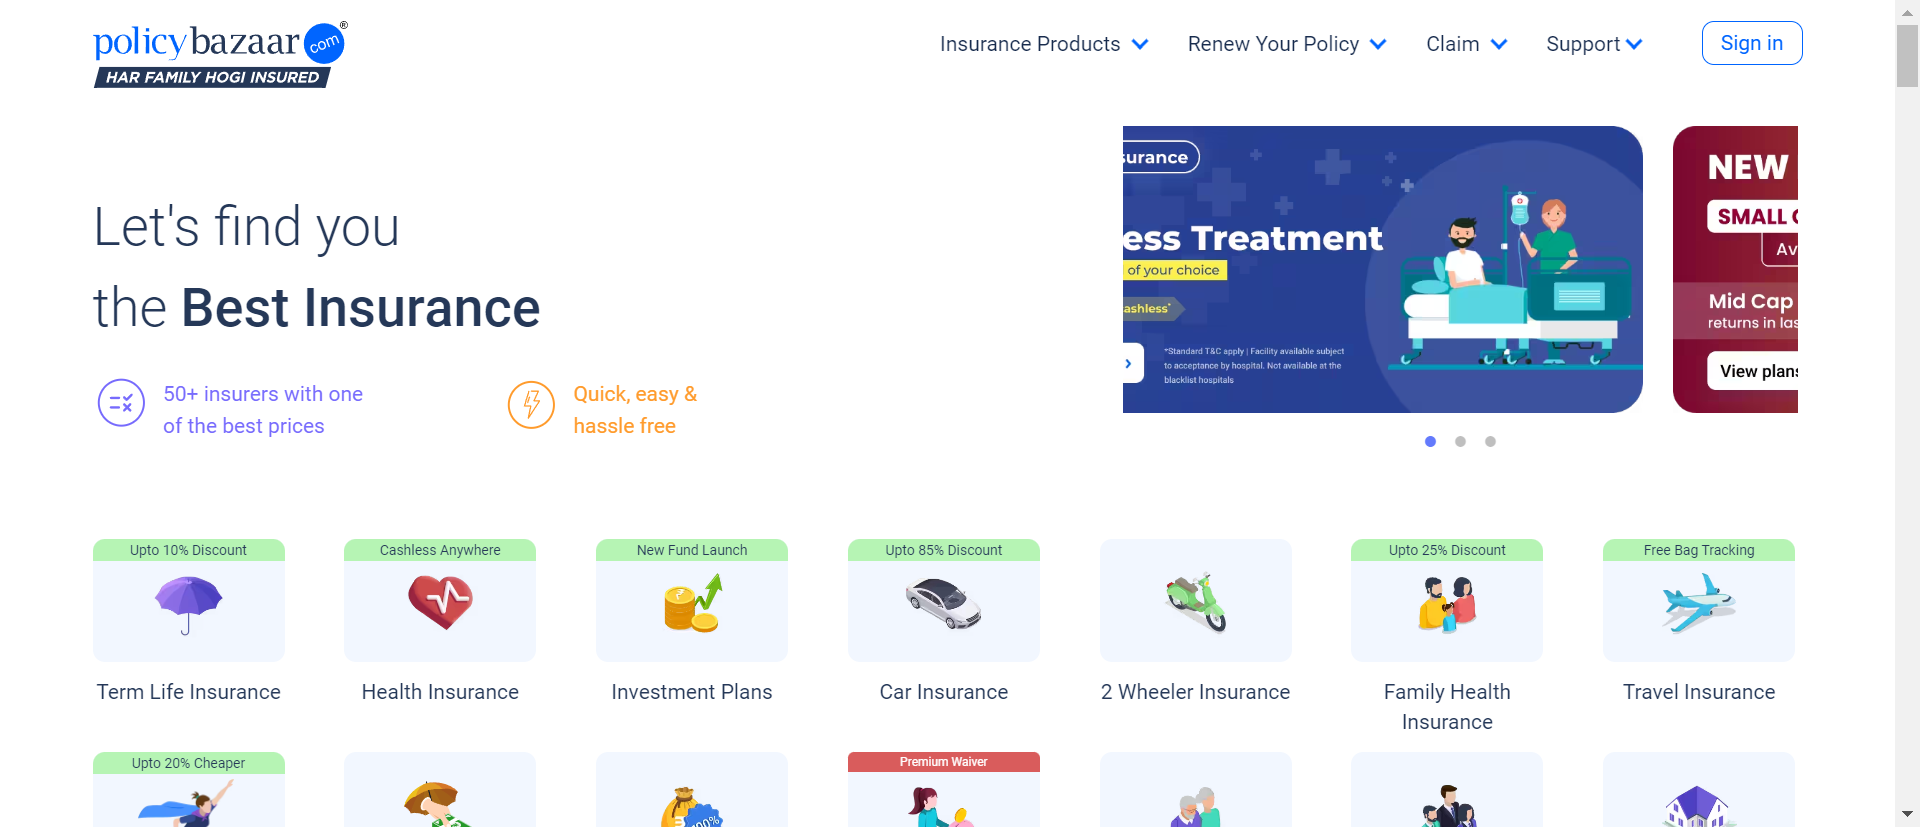 policybazaar.com®
HAR FAMILY HOGI INSURED
Insurance Products
Renew Your Policy
Claim
Support
Sign in
Let's find you
the Best Insurance
50+ insurers with one
of the best prices
Quick, easy &
hassle free
surance
ess Treatment
of your choice
ashless*
*Standard T&C apply | Facility available subject
to acceptance by hospital. Not available at the
blacklist hospitals
NEW
SMALL C
Av
Mid Cap
returns in las
View plans
Upto 10% Discount
Cashless Anywhere
New Fund Launch
Upto 85% Discount
Upto 25% Discount
Free Bag Tracking
Term Life Insurance
Health Insurance
Investment Plans
Car Insurance
2 Wheeler Insurance
Family Health
Insurance
Travel Insurance
Upto 20% Cheaper
Premium Waiver
100%